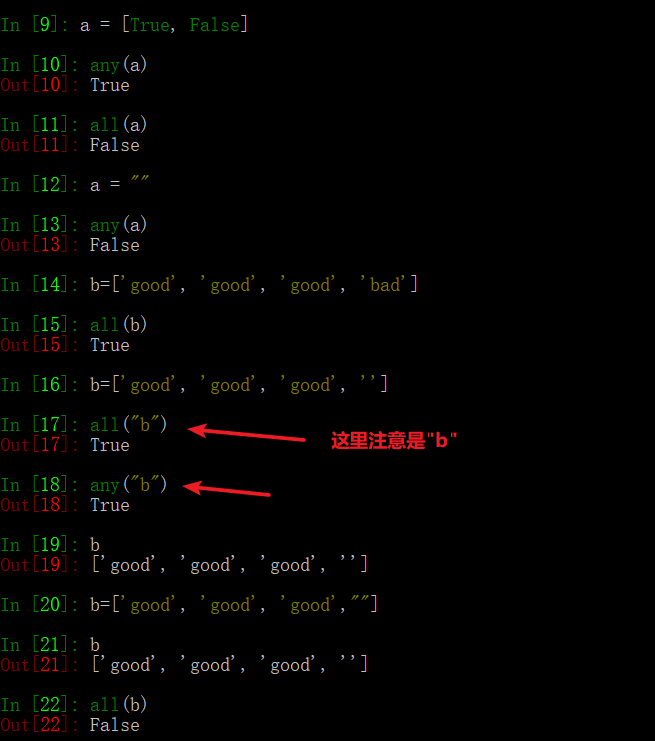 In [9]: a = [True, False]
In [10]: any(a)
Out[10]: True
In [11]: all(a)
Out[11]: False
In [12]: a = ""
In [13]: any(a)
Out[13]: False
In [14]: b=['good', 'good', 'good', 'bad']
In [15]: all(b)
Out[15]: True
In [16]: b=['good', 'good', 'good', '']
In [17]: all("b")
这里注意是"b"
Out[17]: True
In [18]: any("b")
Out[18]: True
In [19]: b
Out[19]: ['good', 'good', 'good', '']
In [20]: b=['good', 'good', 'good',""]
In [21]: b
Out[21]: ['good', 'good', 'good', '']
In [22]: all(b)
Out[22]: False